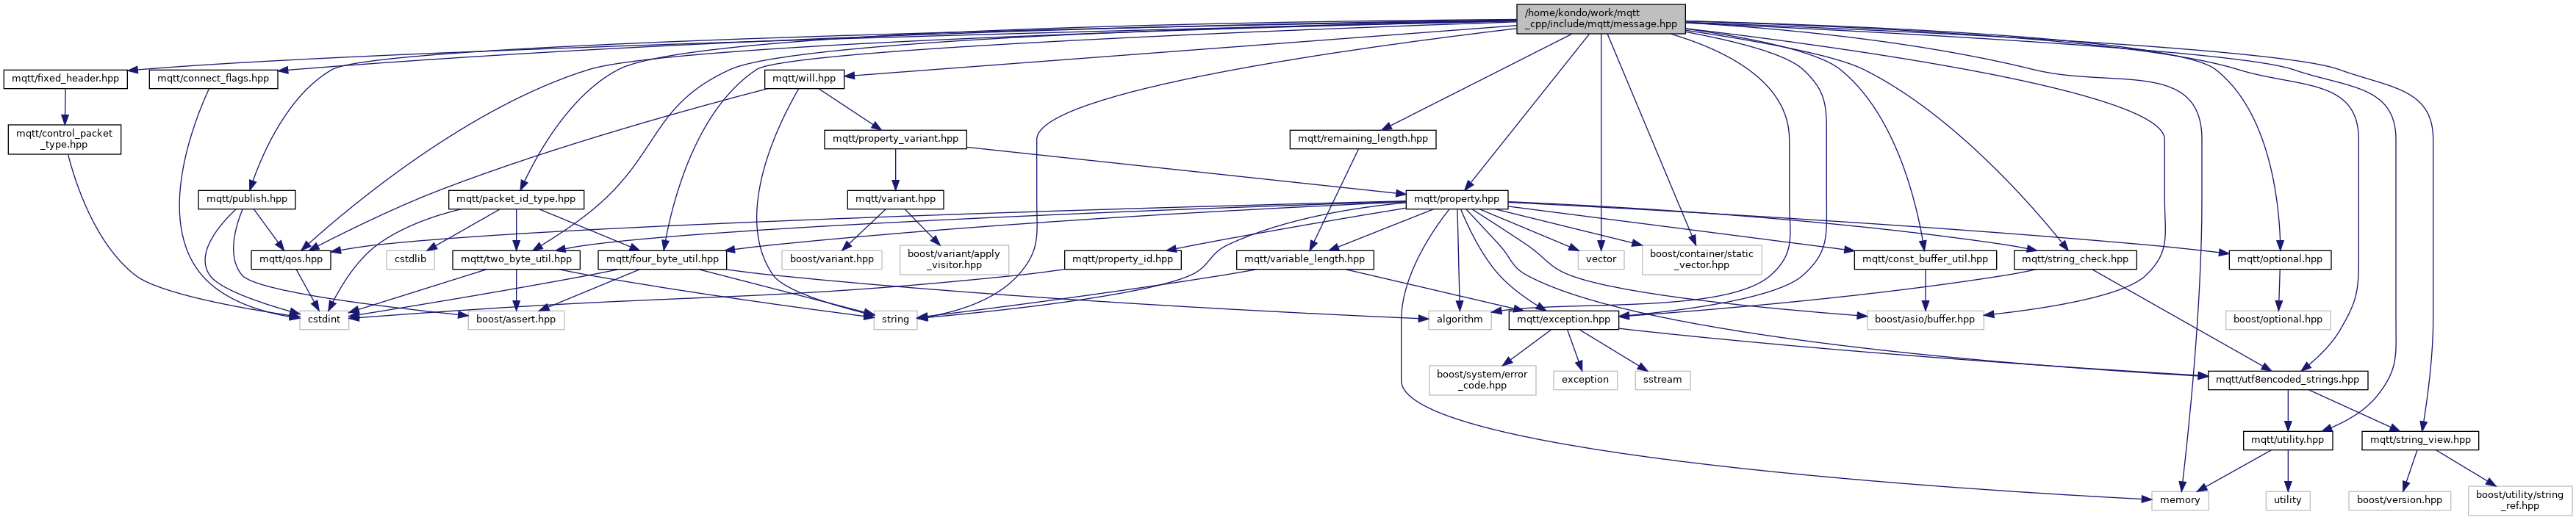 /home/kondo/work/mqtt
_cpp/include/mqtt/message.hpp
mqtt/fixed_header.hpp
mqtt/connect_flags.hpp
mqtt/will.hpp
mqtt/control_packet
_type.hpp
mqtt/property_variant.hpp
mqtt/remaining_length.hpp
mqtt/publish.hpp
mqtt/packet_id_type.hpp
mqtt/variant.hpp
mqtt/property.hpp
mqtt/qos.hpp
cstdlib
mqtt/two_byte_util.hpp
mqtt/four_byte_util.hpp
boost/variant.hpp
boost/variant/apply
_visitor.hpp
mqtt/property_id.hpp
mqtt/variable_length.hpp
vector
boost/container/static
_vector.hpp
mqtt/const_buffer_util.hpp
mqtt/string_check.hpp
mqtt/optional.hpp
cstdint
boost/assert.hpp
string
algorithm
mqtt/exception.hpp
boost/asio/buffer.hpp
boost/optional.hpp
boost/system/error
_code.hpp
exception
sstream
mqtt/utf8encoded_strings.hpp
mqtt/utility.hpp
mqtt/string_view.hpp
memory
utility
boost/version.hpp
boost/utility/string
_ref.hpp